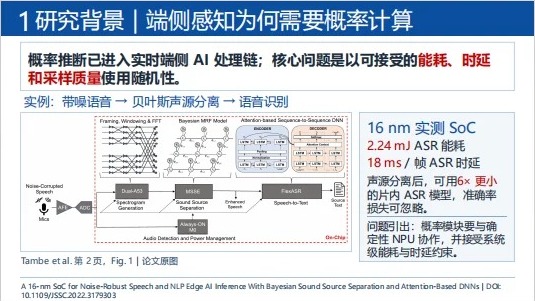 1 研究背景 | 端侧感知为何需要概率计算
概率推断已进入实时端侧 AI 处理链；核心问题是以可接受的能耗、时延
和采样质量使用随机性。
实例：带噪语音 → 贝叶斯声源分离 → 语音识别
Framing, Windowing & FFT
Bayesian MRF Model
Attention-based Sequence-to-Sequence DNN
ENCODER
DECODER
Noise-Corrupted
Speech
Mics
AFE
ADC
Dual-A53
Spectrogram
Generation
MSSE
Sound Source
Separation
Enhanced
Speech
FlexASR
Speech-to-Text
Source
Text
Always-ON
M0
Audio Detection and Power Management
On-Chip
Tambe et al. 第 2 页，Fig. 1 | 论文原图
16 nm 实测 SoC
2.24 mJ ASR 能耗
18 ms / 帧 ASR 时延
声源分离后，可用6× 更小
的片内 ASR 模型，准确率
损失可忽略。
问题引出：概率模块要与确
定性 NPU 协作，并接受系统
级能耗与时延约束。
A 16-nm SoC for Noise-Robust Speech and NLP Edge AI Inference With Bayesian Sound Source Separation and Attention-Based DNNs | DOI:
10.1109/JSSC.2022.3179303